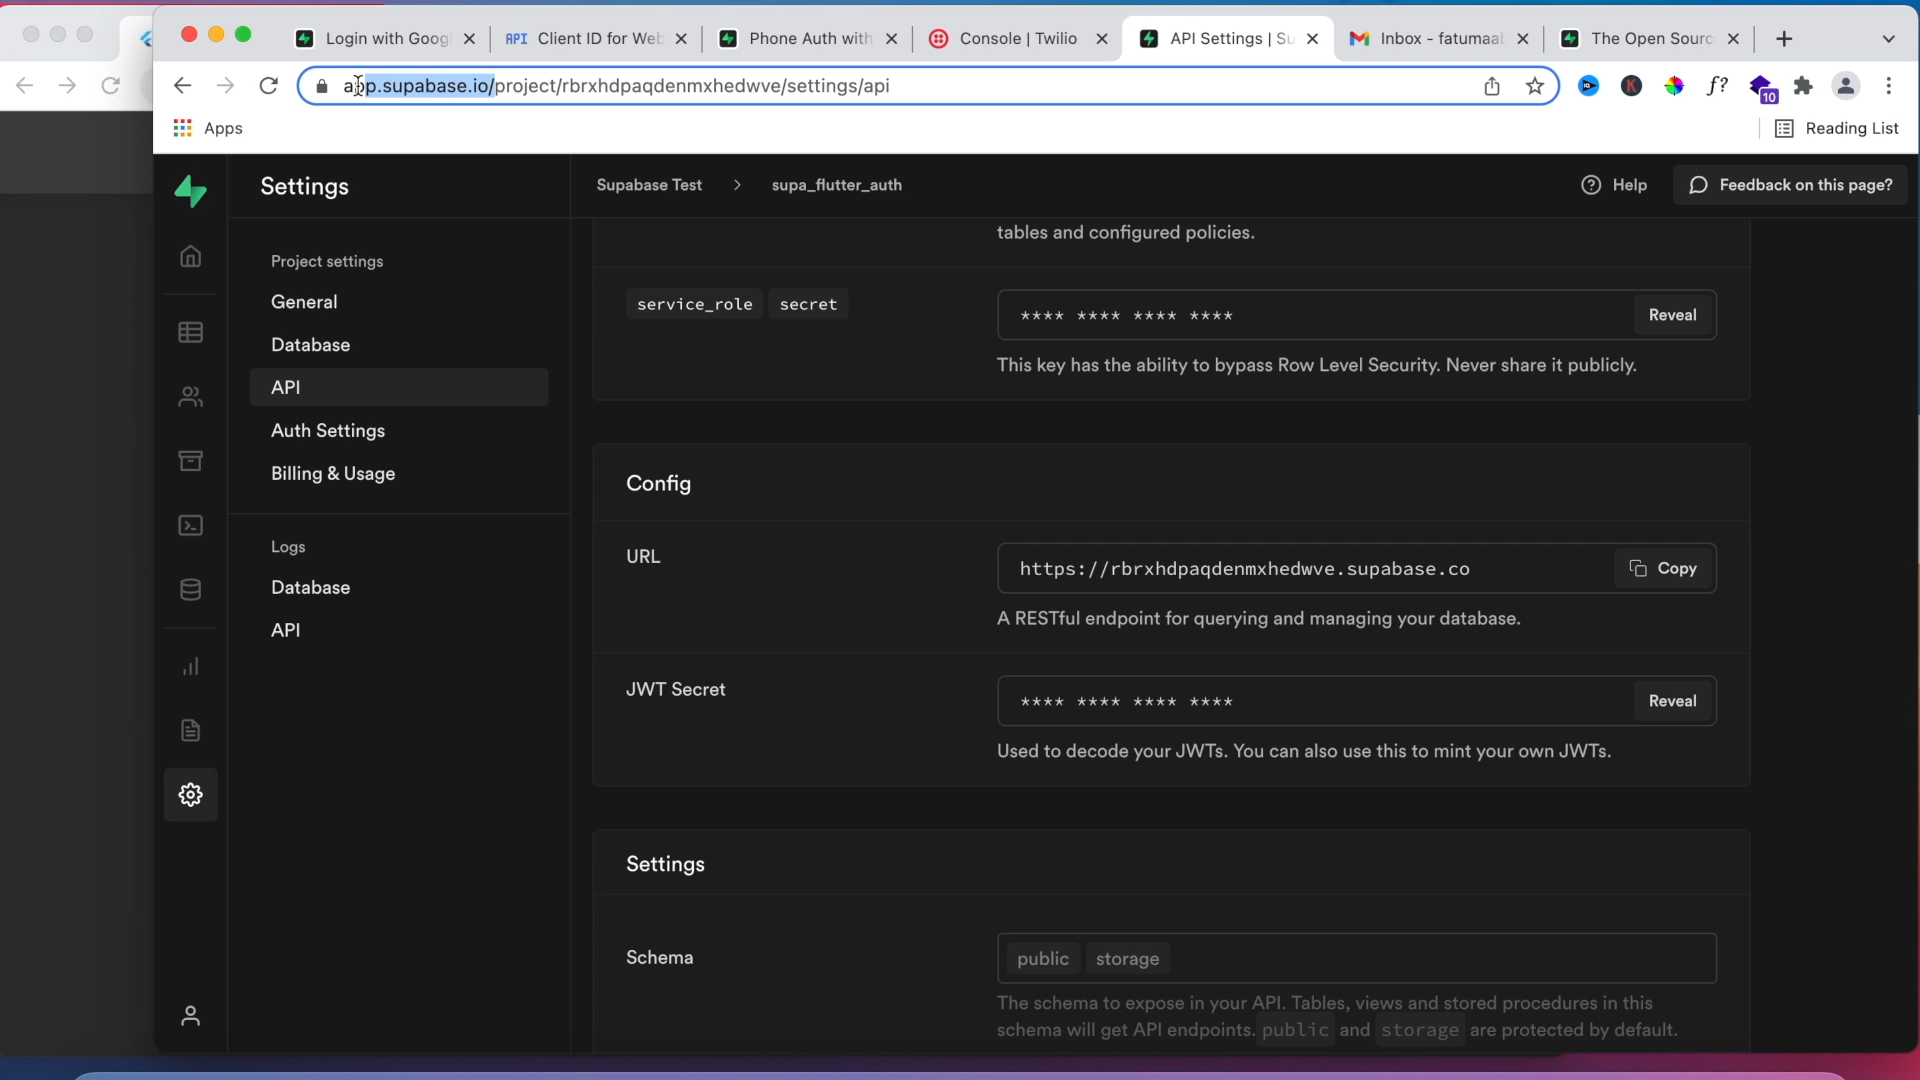 Login with Goog
API Client ID for Web
Phone Auth with
Console | Twilio
API Settings | Su
Inbox - fatumaab
The Open Sourc
app.supabase.io/project/rbrxhdpaqdenmxhedwve/settings/api
K
f?
10
Apps
Reading List
Settings
Supabase Test > supa_flutter_auth
Help
Feedback on this page?
Project settings
General
Database
API
Auth Settings
Billing & Usage
Logs
Database
API
tables and configured policies.
service_role secret
**** **** **** ****
Reveal
This key has the ability to bypass Row Level Security. Never share it publicly.
Config
URL
https://rbrxhdpaqdenmxhedwve.supabase.co
Copy
A RESTful endpoint for querying and managing your database.
JWT Secret
**** **** **** ****
Reveal
Used to decode your JWTs. You can also use this to mint your own JWTs.
Settings
Schema
public storage
The schema to expose in your API. Tables, views and stored procedures in this
schema will get API endpoints. public and storage are protected by default.